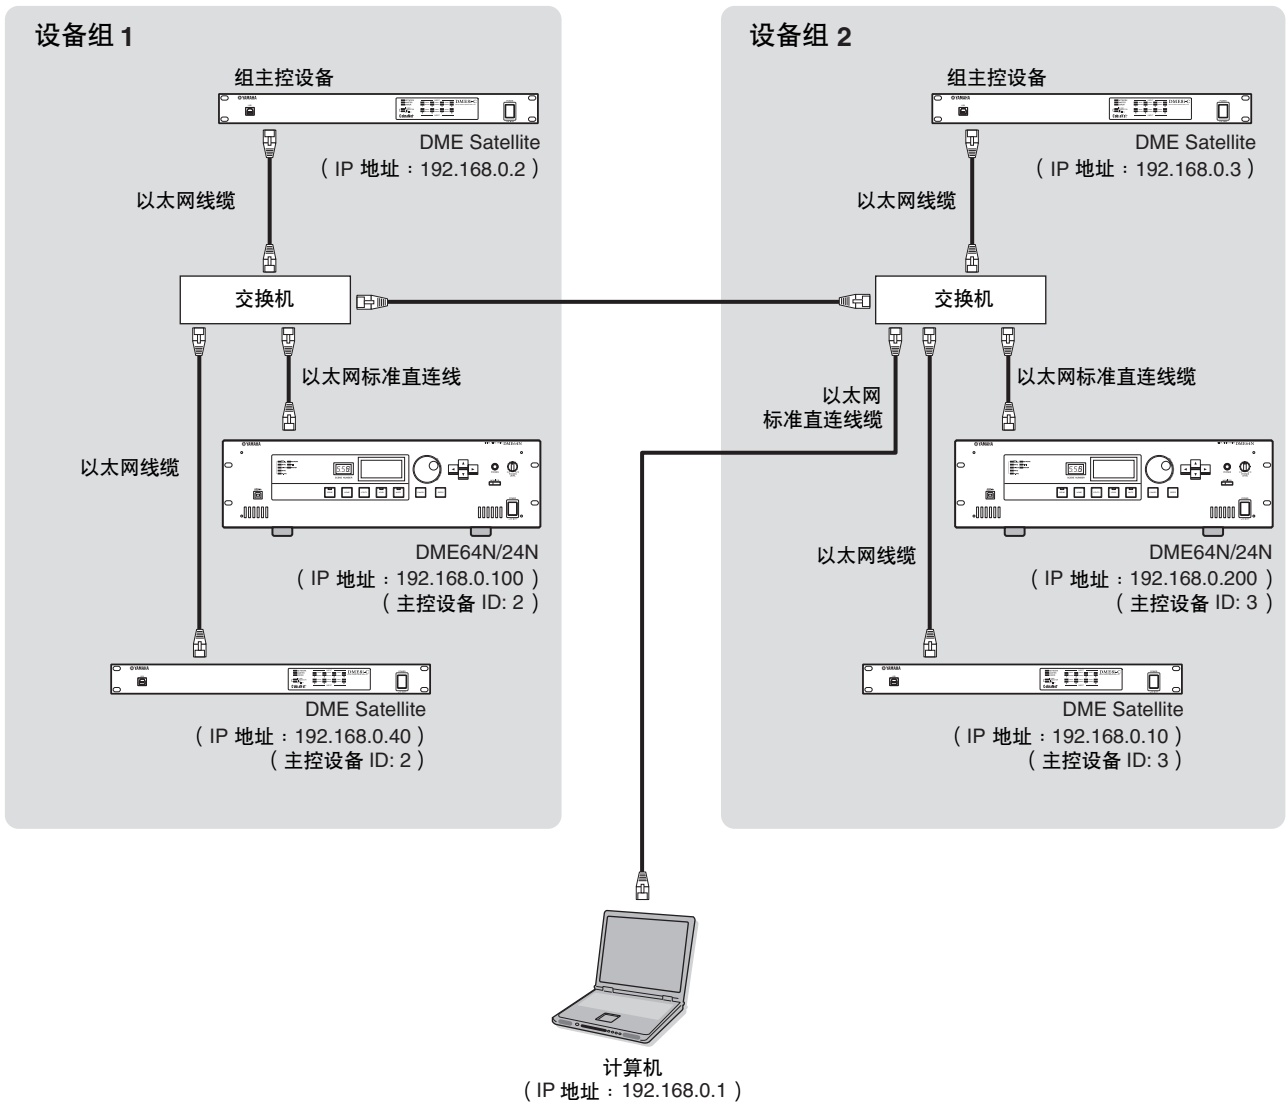 设备组 1
组主控设备
YAMAHA
DME Satellite
( IP 地址：192.168.0.2 )
以太网线缆
交换机
以太网标准直连线
以太网线缆
YAMAHA
DME64N
DME64N/24N
( IP 地址：192.168.0.100 )
( 主控设备 ID: 2 )
YAMAHA
DME Satellite
( IP 地址：192.168.0.40 )
( 主控设备 ID: 2 )
设备组 2
组主控设备
YAMAHA
DME Satellite
( IP 地址：192.168.0.3 )
以太网线缆
交换机
以太网标准直连线缆
以太网
标准直连线缆
YAMAHA
DME64N
以太网线缆
DME64N/24N
( IP 地址：192.168.0.200 )
( 主控设备 ID: 3 )
YAMAHA
DME Satellite
( IP 地址：192.168.0.10 )
( 主控设备 ID: 3 )
计算机
( IP 地址：192.168.0.1 )